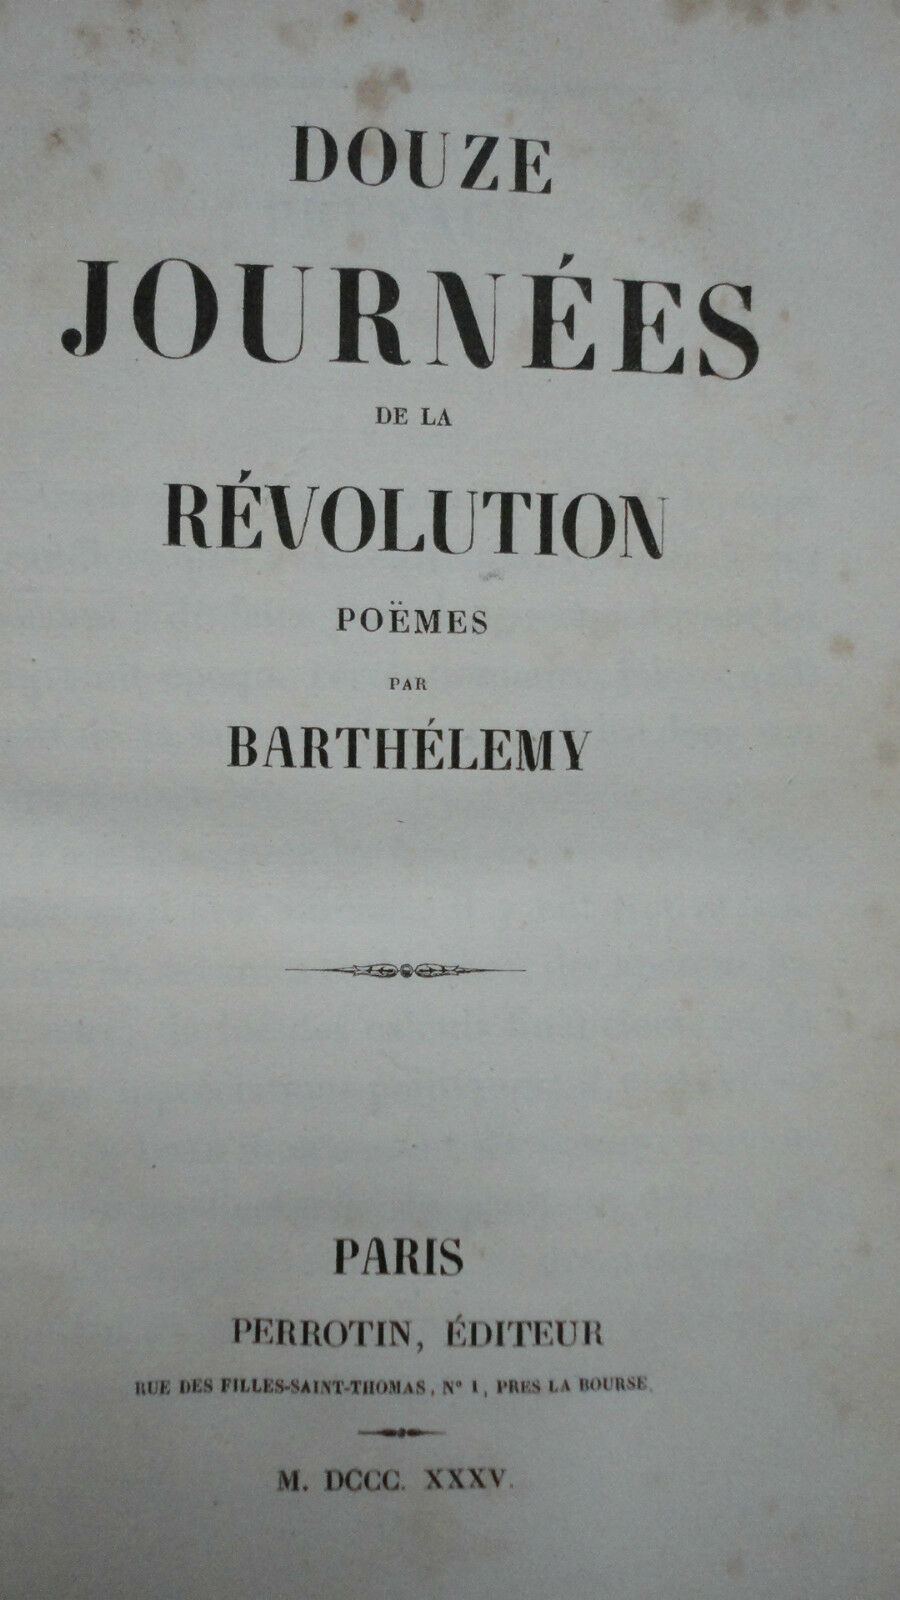 DOUZE
JOURNÉES
DE LA
RÉVOLUTION
POËMES
PAR
BARTHÉLEMY
PARIS
PERROTIN, ÉDITEUR
RUE DES FILLES-SAINT-THOMAS, Nº 1, PRES LA BOURSE.
M. DCCC. XXXV.